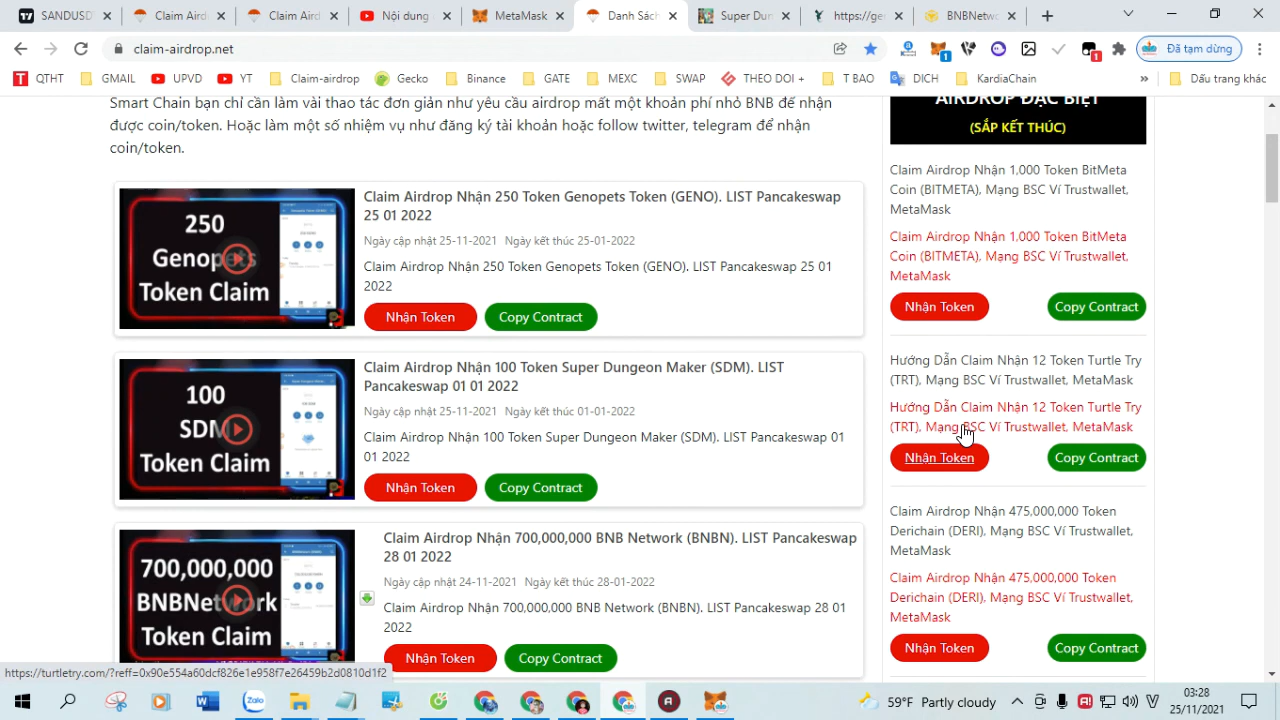 SANDUSD
Claim Air
Claim Air
Nội dung
MetaMask
Danh Sác
Super Dun
https://ge
BNBNetwo
claim-airdrop.net
1
1
Đã tạm dừng
QTHT
GMAIL
UPVD
YT
Claim-airdrop
Gecko
Binance
GATE
MEXC
SWAP
THEO DOI +
T BAO
DICH
KardiaChain
»
Dấu trang khác
Smart Chain bạn chỉ cần làm vài thao tác đơn giản như yêu cầu airdrop mất một khoản phí nhỏ BNB để nhận
được coin/token. Hoặc làm một số nhiệm vụ như đăng ký tài khoản hoặc follow twitter, telegram để nhận
coin/token.
250
Genopets
Token Claim
Claim Airdrop Nhận 250 Token Genopets Token (GENO). LIST Pancakeswap
25 01 2022
Ngày cập nhật 25-11-2021 Ngày kết thúc 25-01-2022
Claim Airdrop Nhận 250 Token Genopets Token (GENO). LIST Pancakeswap 25 01
2022
Nhận Token
Copy Contract
100
SDM
Token Claim
Claim Airdrop Nhận 100 Token Super Dungeon Maker (SDM). LIST
Pancakeswap 01 01 2022
Ngày cập nhật 25-11-2021 Ngày kết thúc 01-01-2022
Claim Airdrop Nhận 100 Token Super Dungeon Maker (SDM). LIST Pancakeswap 01
01 2022
Nhận Token
Copy Contract
700,000,000
BNBNetwork
Token Claim
Claim Airdrop Nhận 700,000,000 BNB Network (BNBN). LIST Pancakeswap
28 01 2022
Ngày cập nhật 24-11-2021 Ngày kết thúc 28-01-2022
Claim Airdrop Nhận 700,000,000 BNB Network (BNBN). LIST Pancakeswap 28 01
2022
Nhận Token
Copy Contract
AIRDROP ĐẶC BIỆT
(SẮP KẾT THÚC)
Claim Airdrop Nhận 1,000 Token BitMeta
Coin (BITMETA), Mạng BSC Ví Trustwallet,
MetaMask
Claim Airdrop Nhận 1,000 Token BitMeta
Coin (BITMETA), Mạng BSC Ví Trustwallet,
MetaMask
Nhận Token
Copy Contract
Hướng Dẫn Claim Nhận 12 Token Turtle Try
(TRT), Mạng BSC Ví Trustwallet, MetaMask
Hướng Dẫn Claim Nhận 12 Token Turtle Try
(TRT), Mạng BSC Ví Trustwallet, MetaMask
Nhận Token
Copy Contract
Claim Airdrop Nhận 475,000,000 Token
Derichain (DERI), Mạng BSC Ví Trustwallet,
MetaMask
Claim Airdrop Nhận 475,000,000 Token
Derichain (DERI), Mạng BSC Ví Trustwallet,
MetaMask
Nhận Token
Copy Contract
https://turtletry.com/?reff=0x90e554a60dcf826e1e958f7e26459b2d0810d1f2
Zalo
59°F Partly cloudy
03:28
25/11/2021